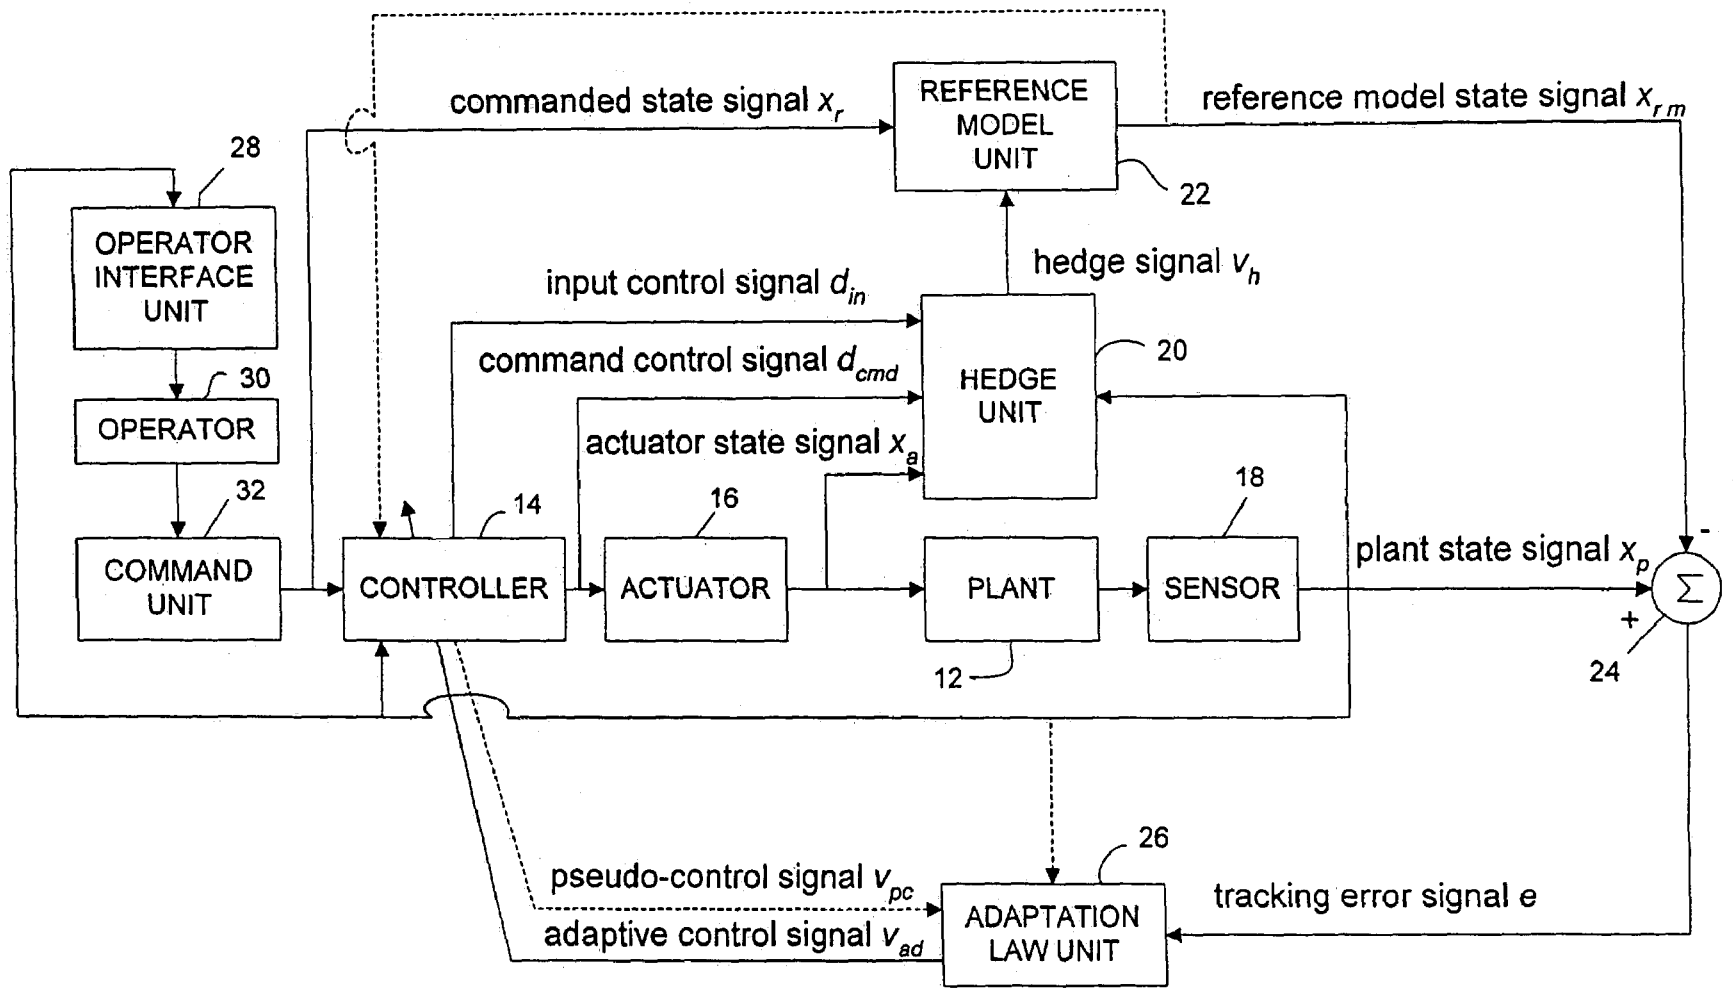 commanded state signal x_r
REFERENCE
MODEL
UNIT
reference model state signal x_rm
28
22
OPERATOR
INTERFACE
UNIT
hedge signal v_h
input control signal d_in
command control signal d_cmd
20
HEDGE
UNIT
30
OPERATOR
actuator state signal x_a
32
14
16
18
-
COMMAND
UNIT
CONTROLLER
ACTUATOR
PLANT
SENSOR
plant state signal x_p
Σ
+
12
24
26
pseudo-control signal v_pc
adaptive control signal v_ad
ADAPTATION
LAW UNIT
tracking error signal e